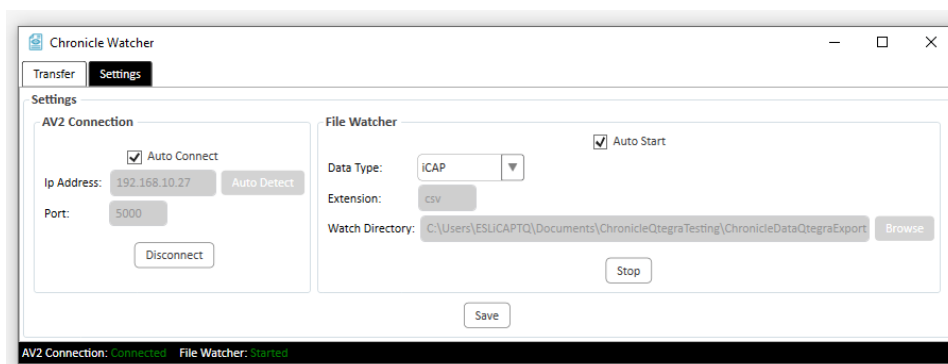 Chronicle Watcher
Transfer Settings
Settings
AV2 Connection
Auto Connect
Ip Address: 192.168.10.27 Auto Detect
Port: 5000
Disconnect
File Watcher
Auto Start
Data Type: iCAP
Extension: csv
Watch Directory: C:\Users\ESLiCAPTQ\Documents\ChronicleQtegraTesting\ChronicleDataQtegraExport Browse
Stop
Save
AV2 Connection: Connected File Watcher: Started